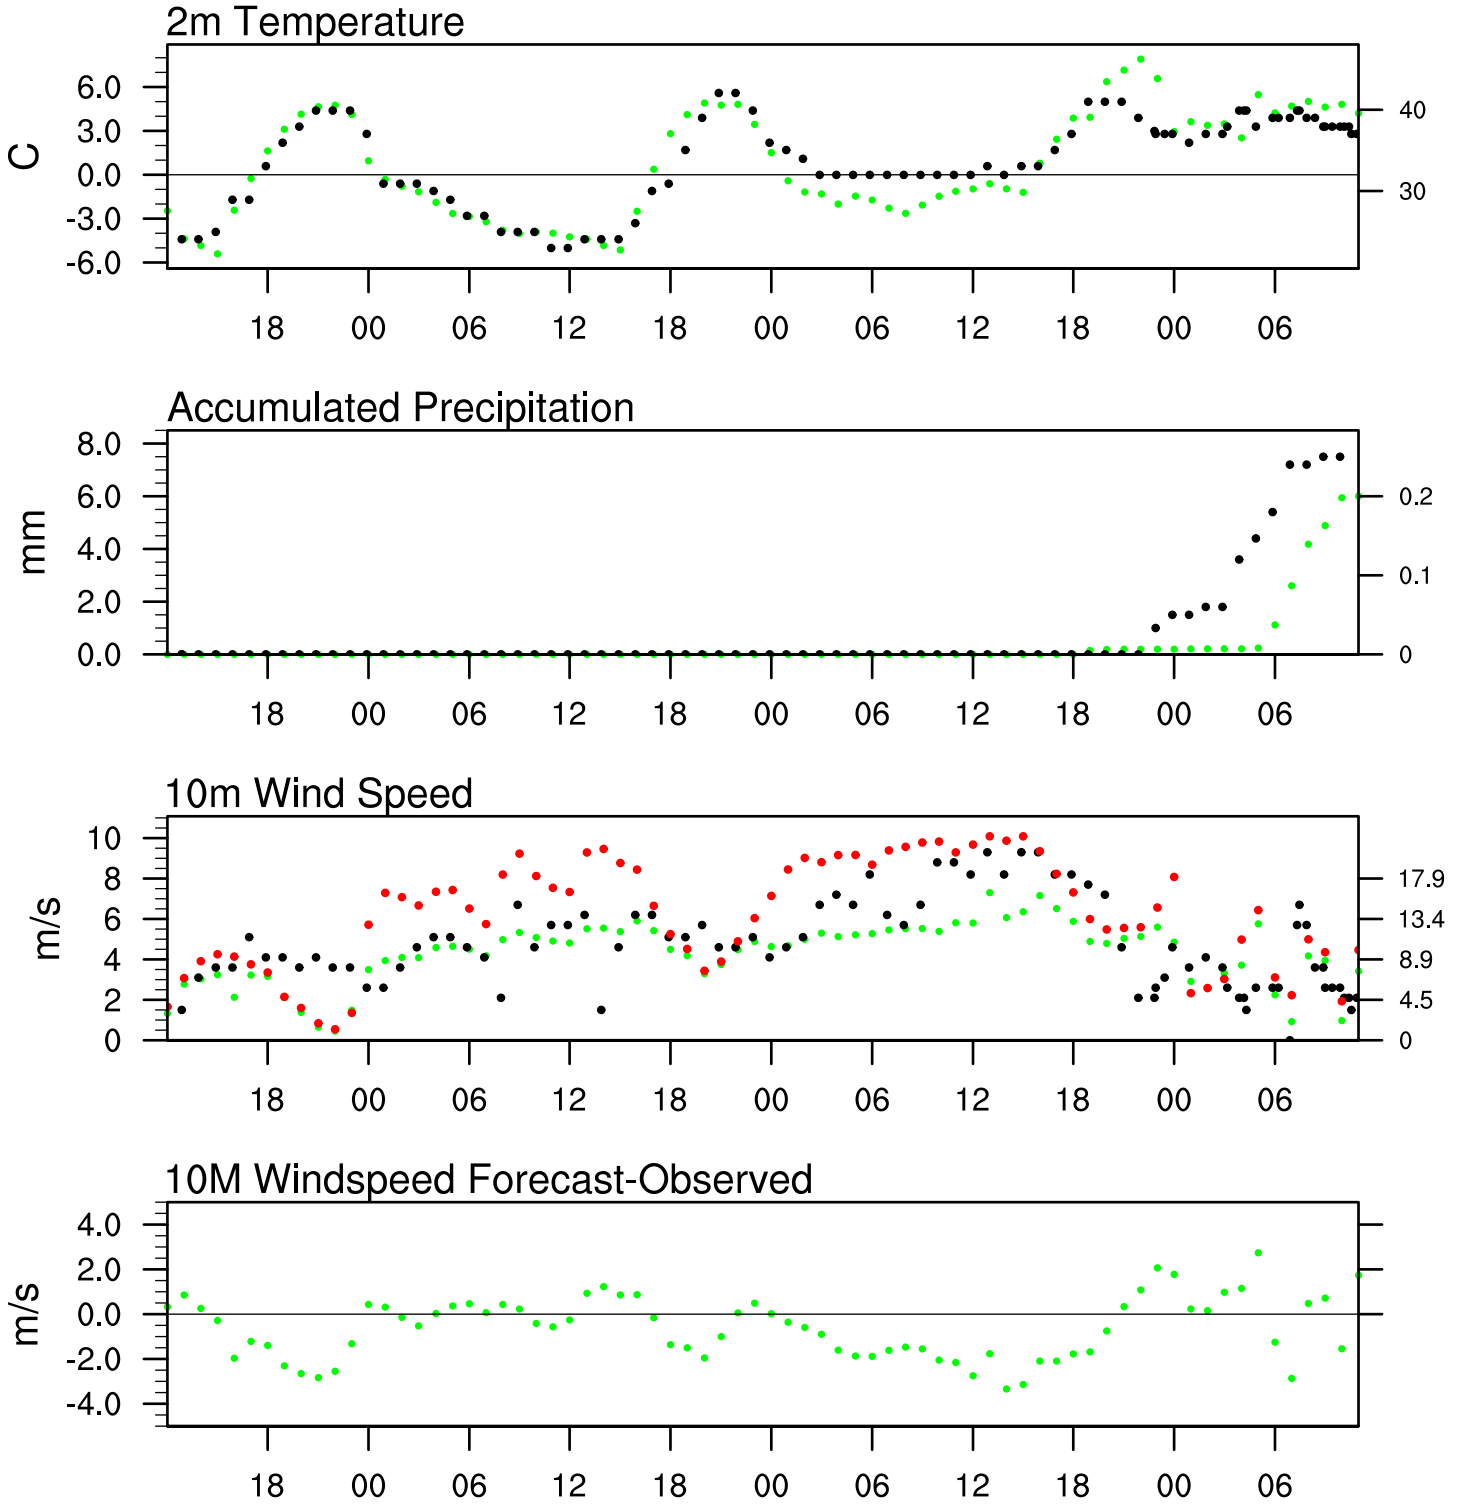 2m Temperature
C
6.0
3.0
0.0
-3.0
-6.0
40
30
18 00 06 12 18 00 06 12 18 00 06
Accumulated Precipitation
mm
8.0
6.0
4.0
2.0
0.0
0.2
0.1
0
18 00 06 12 18 00 06 12 18 00 06
10m Wind Speed
m/s
10
8
6
4
2
0
17.9
13.4
8.9
4.5
0
18 00 06 12 18 00 06 12 18 00 06
10M Windspeed Forecast-Observed
m/s
4.0
2.0
0.0
-2.0
-4.0
18 00 06 12 18 00 06 12 18 00 06